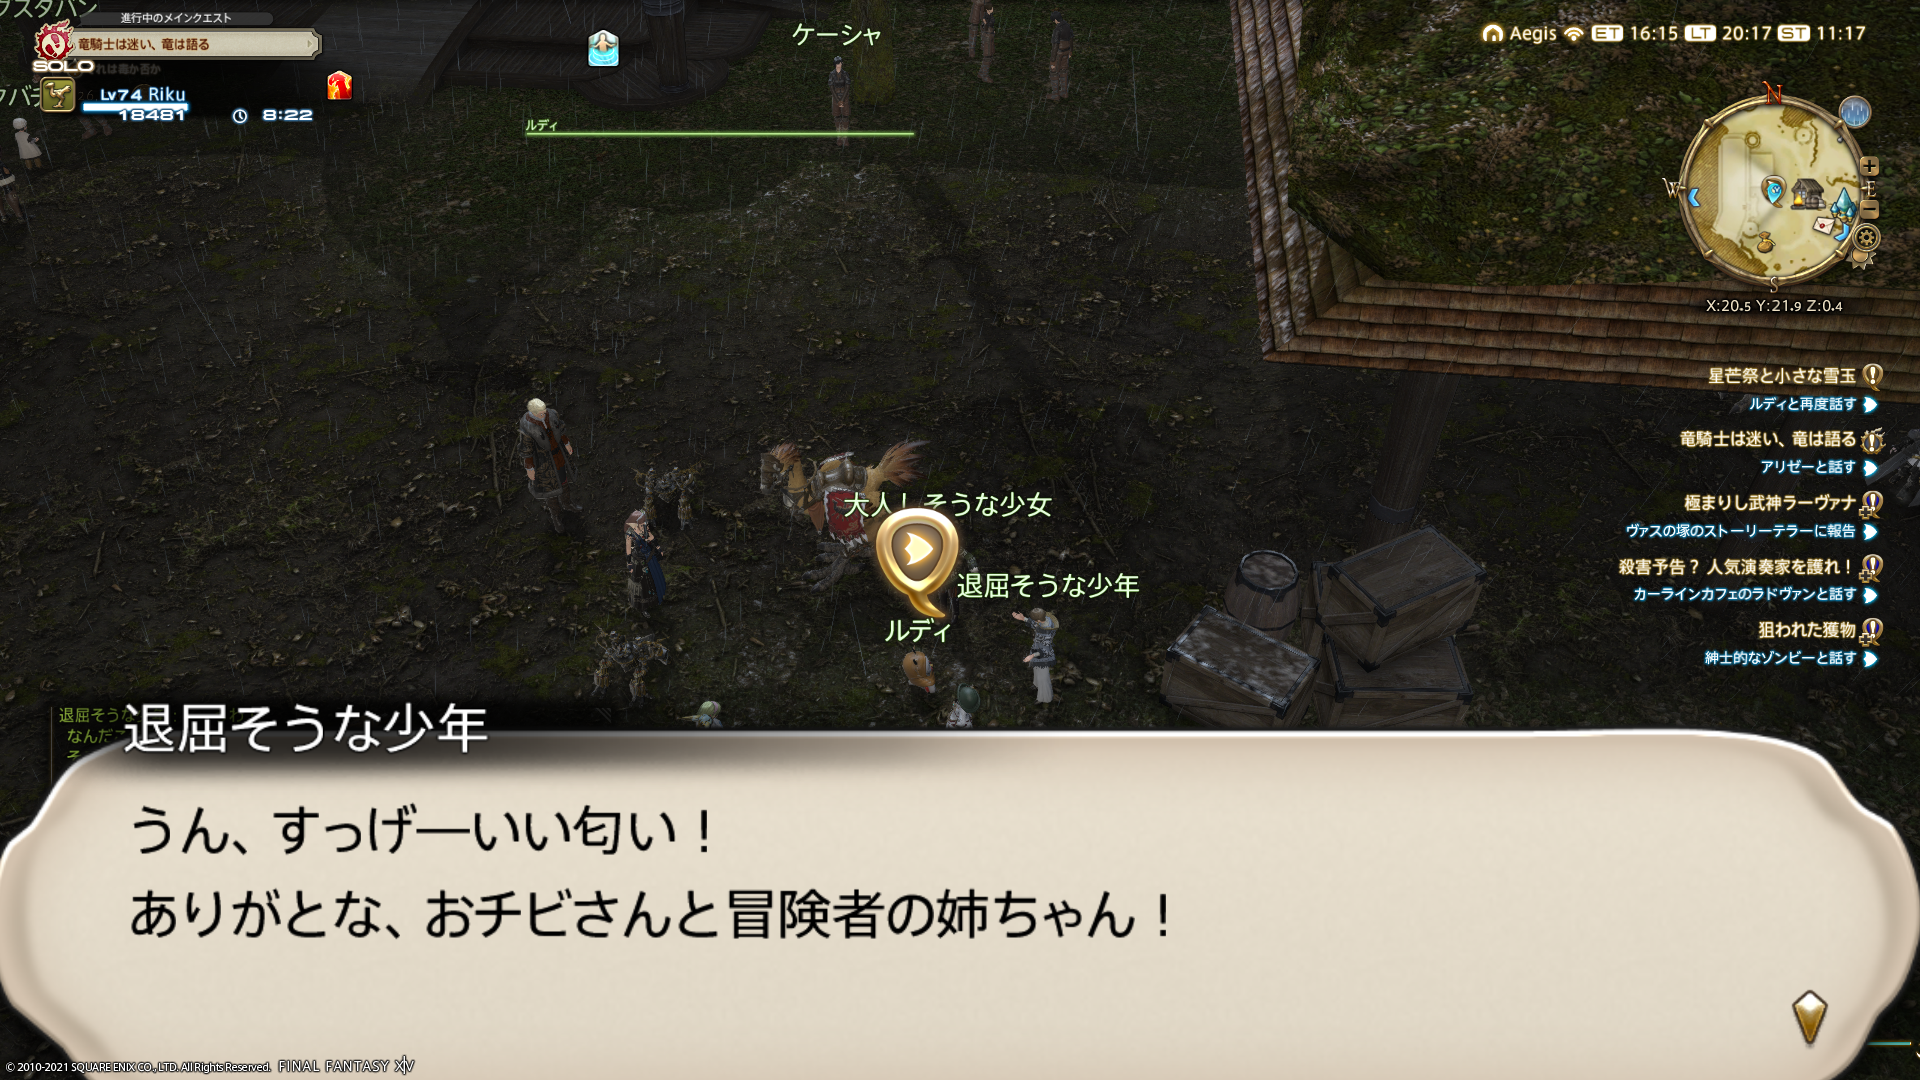 進行中のメインクエスト
竜騎士は迷い、竜は語る
SOLO
Lv74 Riku
18481
8:22
ルディ
ケーシャ
Aegis ET 16:15 LT 20:17 ST 11:17
N
W
E
S
X:20.5 Y:21.9 Z:0.4
星芒祭と小さな雪玉
ルディと再度話す
竜騎士は迷い、竜は語る
アリゼーと話す
極まりし武神ラーヴァナ
ヴァスの塚のストーリーテラーに報告
殺害予告？ 人気演奏家を護れ！
カーラインカフェのラドヴァンと話す
狙われた獲物
紳士的なゾンビーと話す
大人しそうな少女
退屈そうな少年
ルディ
退屈そうな少年
うん、すっげ―いい匂い！
ありがとな、おチビさんと冒険者の姉ちゃん！
© 2010-2021 SQUARE ENIX CO., LTD. All Rights Reserved. FINAL FANTASY XIV